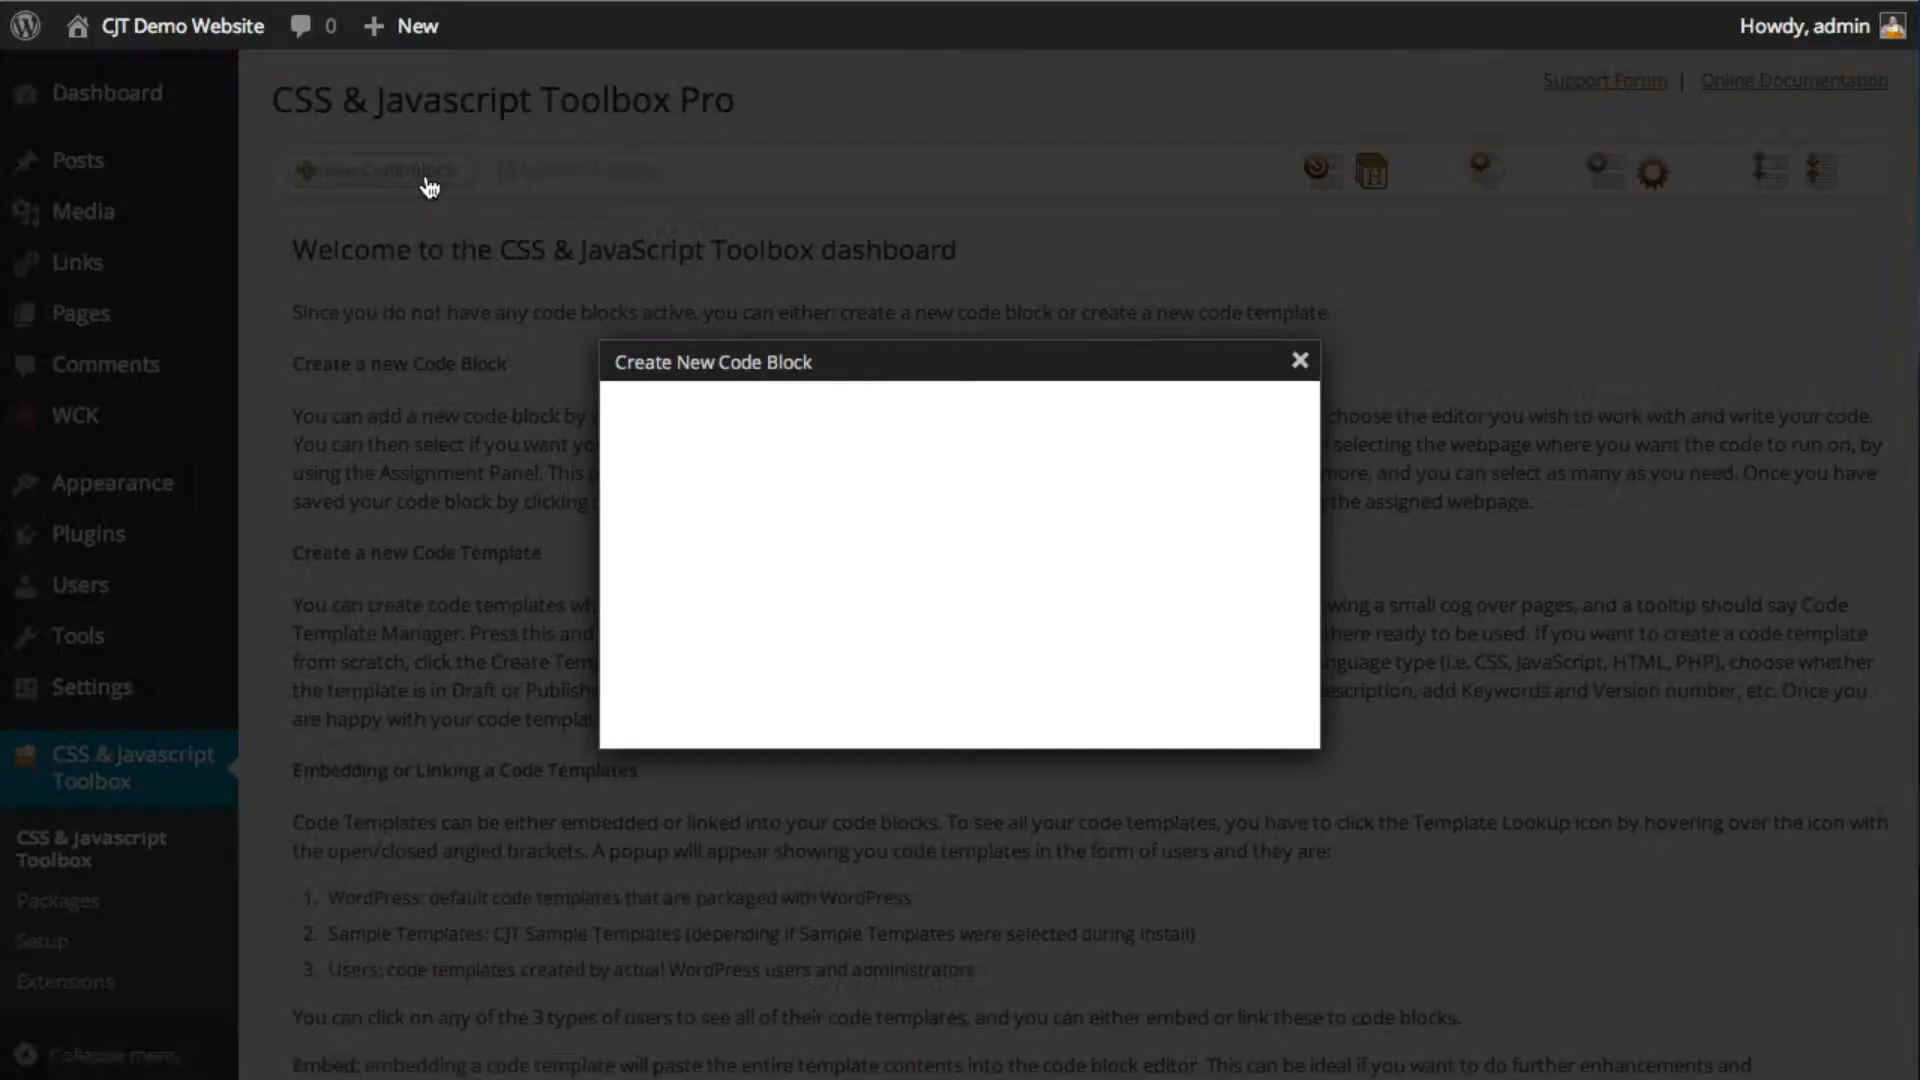 CJT Demo Website 0 New Howdy, admin
Dashboard
Posts
Media
Links
Pages
Comments
WCK
Appearance
Plugins
Users
Tools
Settings
CSS & Javascript
Toolbox
CSS & Javascript
Toolbox
Packages
Setup
Extensions
Collapse menu
Support Forum | Online Documentation
CSS & Javascript Toolbox Pro
New Code Block
Welcome to the CSS & JavaScript Toolbox dashboard
Since you do not have any code blocks active, you can either: create a new code block or create a new code template.
Create a new Code Block
You can add a new code block by choose the editor you wish to work with and write your code.
You can then select if you want selecting the webpage where you want the code to run on, by
using the Assignment Panel. This more, and you can select as many as you need. Once you have
saved your code block by clicking the assigned webpage.
Create a new Code Template
You can create code templates a small cog over pages, and a tooltip should say Code
Template Manager. Press this and there ready to be used. If you want to create a code template
from scratch, click the Create type (i.e. CSS, JavaScript, HTML, PHP), choose whether
the template is in Draft or add Keywords and Version number, etc. Once you
are happy with your code
Embedding or Linking a Code Templates
Code Templates can be either embedded or linked into your code blocks. To see all your code templates, you have to click the Template Lookup icon by hovering over the icon with
the open/closed angled brackets. A popup will appear showing you code templates in the form of users and they are:
1. WordPress: default code templates that are packaged with WordPress
2. Sample Templates: CJT Sample Templates (depending if Sample Templates were selected during install)
3. Users: code templates created by actual WordPress users and administrators
You can click on any of the 3 types of users to see all of their code templates, and you can either embed or link these to code blocks.
Embed: embedding a code template will paste the entire template contents into the code block editor. This can be ideal if you want to do further enhancements and
Create New Code Block